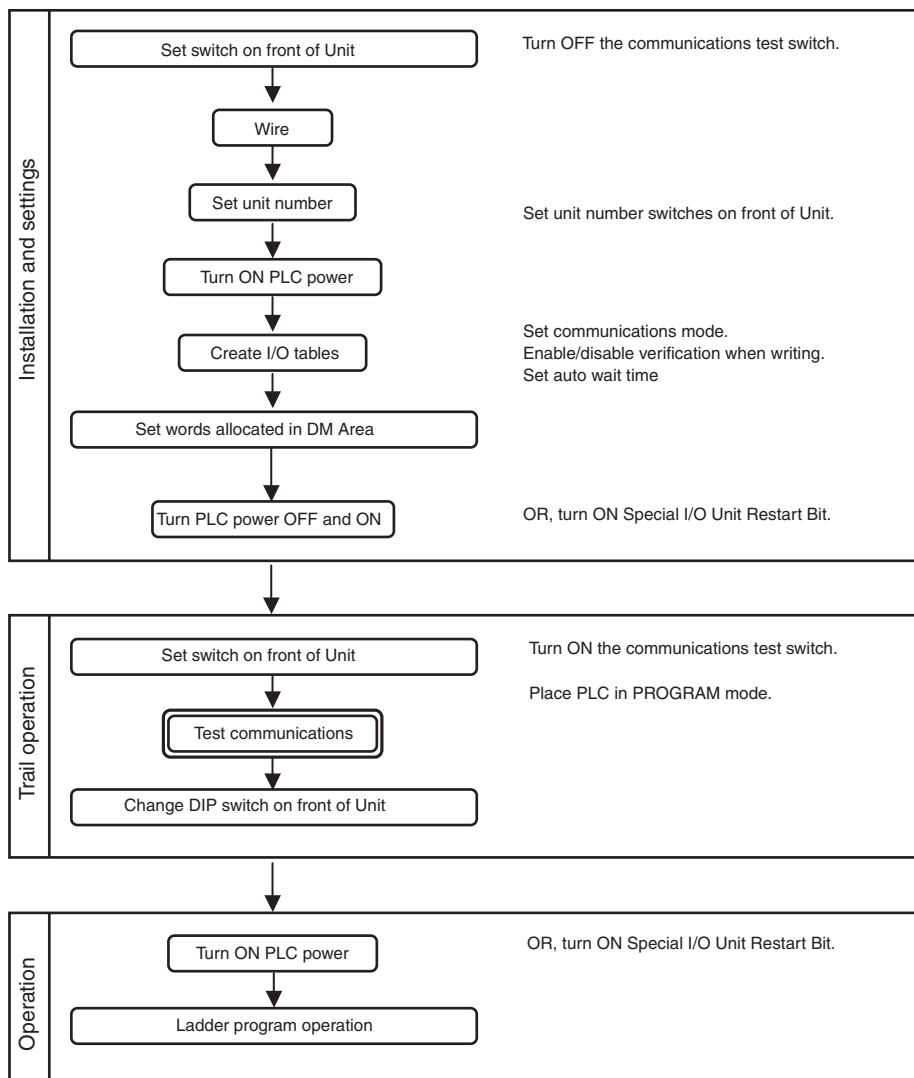 Installation and settings
Set switch on front of Unit
Turn OFF the communications test switch.
Wire
Set unit number
Set unit number switches on front of Unit.
Turn ON PLC power
Create I/O tables
Set communications mode.
Enable/disable verification when writing.
Set auto wait time
Set words allocated in DM Area
Turn PLC power OFF and ON
OR, turn ON Special I/O Unit Restart Bit.
Trail operation
Set switch on front of Unit
Turn ON the communications test switch.
Place PLC in PROGRAM mode.
Test communications
Change DIP switch on front of Unit
Operation
Turn ON PLC power
OR, turn ON Special I/O Unit Restart Bit.
Ladder program operation